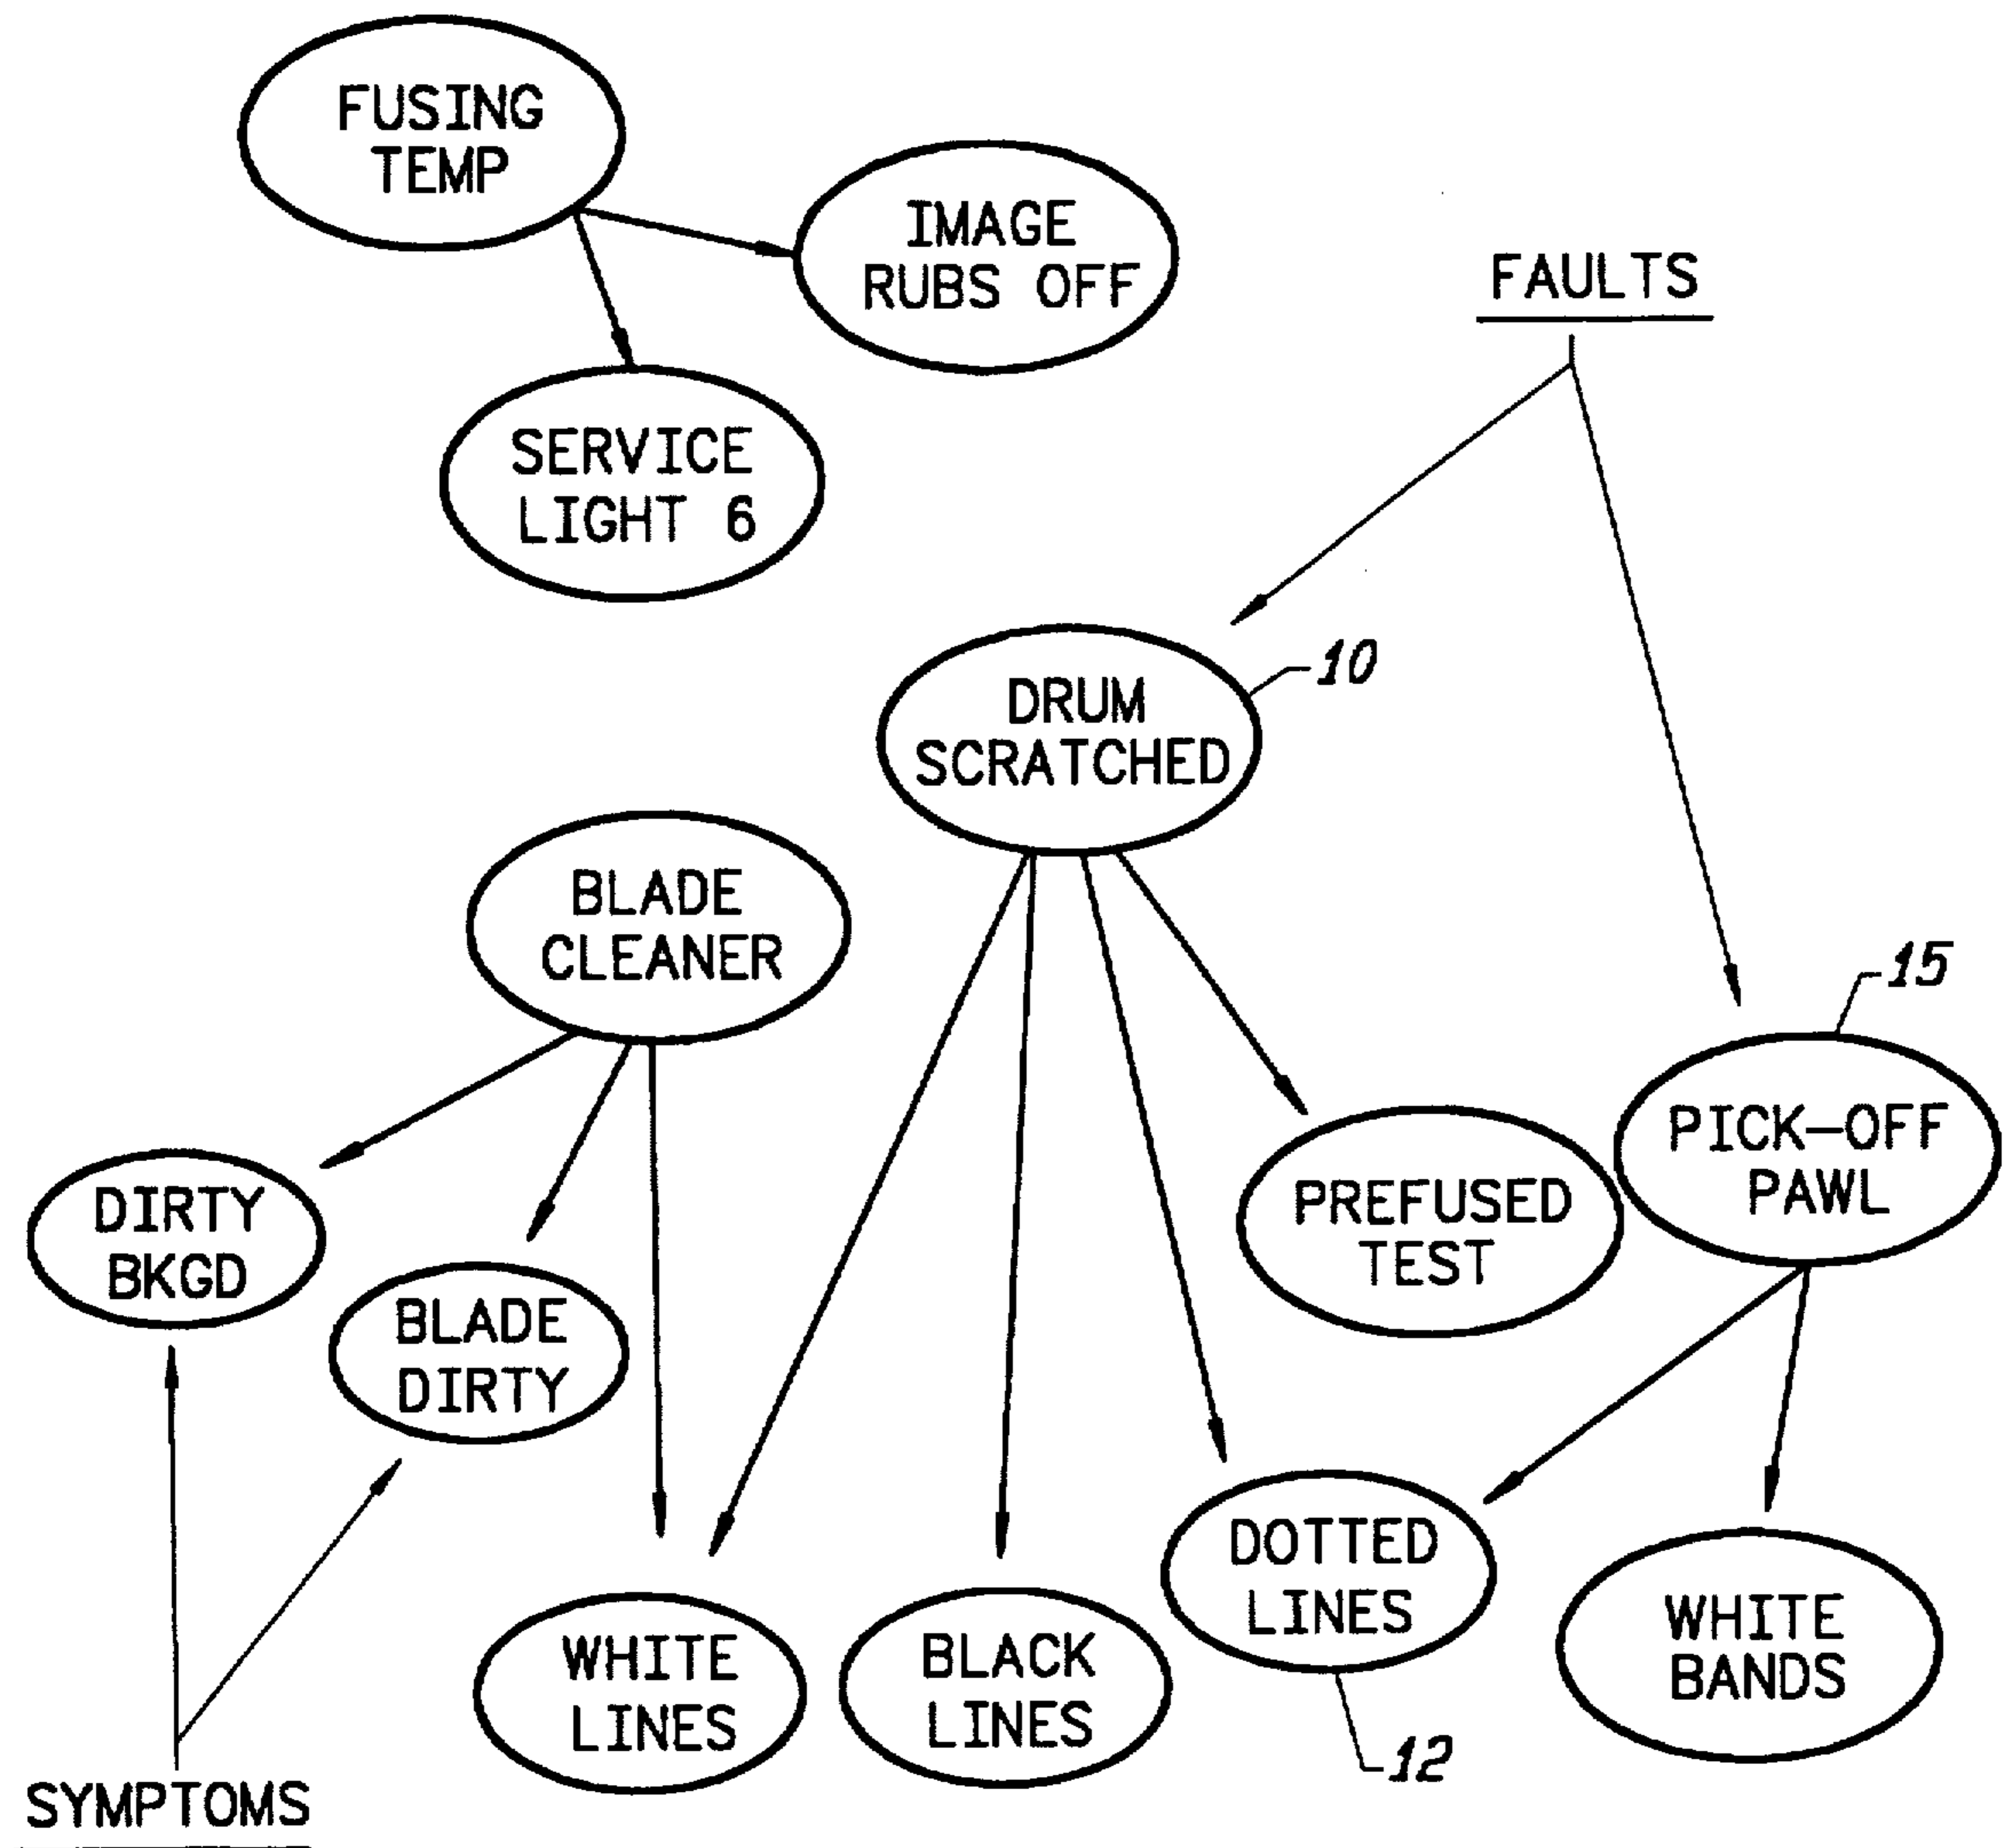 FUSING
TEMP
IMAGE
RUBS OFF
FAULTS
SERVICE
LIGHT 6
10
DRUM
SCRATCHED
BLADE
CLEANER
15
PICK-OFF
PAWL
PREFUSED
TEST
DIRTY
BKGD
BLADE
DIRTY
DOTTED
LINES
WHITE
BANDS
WHITE
LINES
BLACK
LINES
12
SYMPTOMS